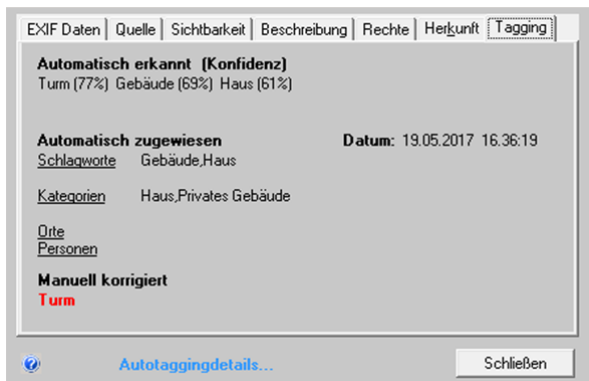 EXIF Daten Quelle Sichtbarkeit Beschreibung Rechte Herkunft Tagging
Automatisch erkannt (Konfidenz)
Turm (77%) Gebäude (69%) Haus (61%)
Automatisch zugewiesen Datum: 19.05.2017 16:36:19
Schlagworte Gebäude,Haus
Kategorien Haus,Privates Gebäude
Orte
Personen
Manuell korrigiert
Turm
? Autotaggingdetails... Schließen